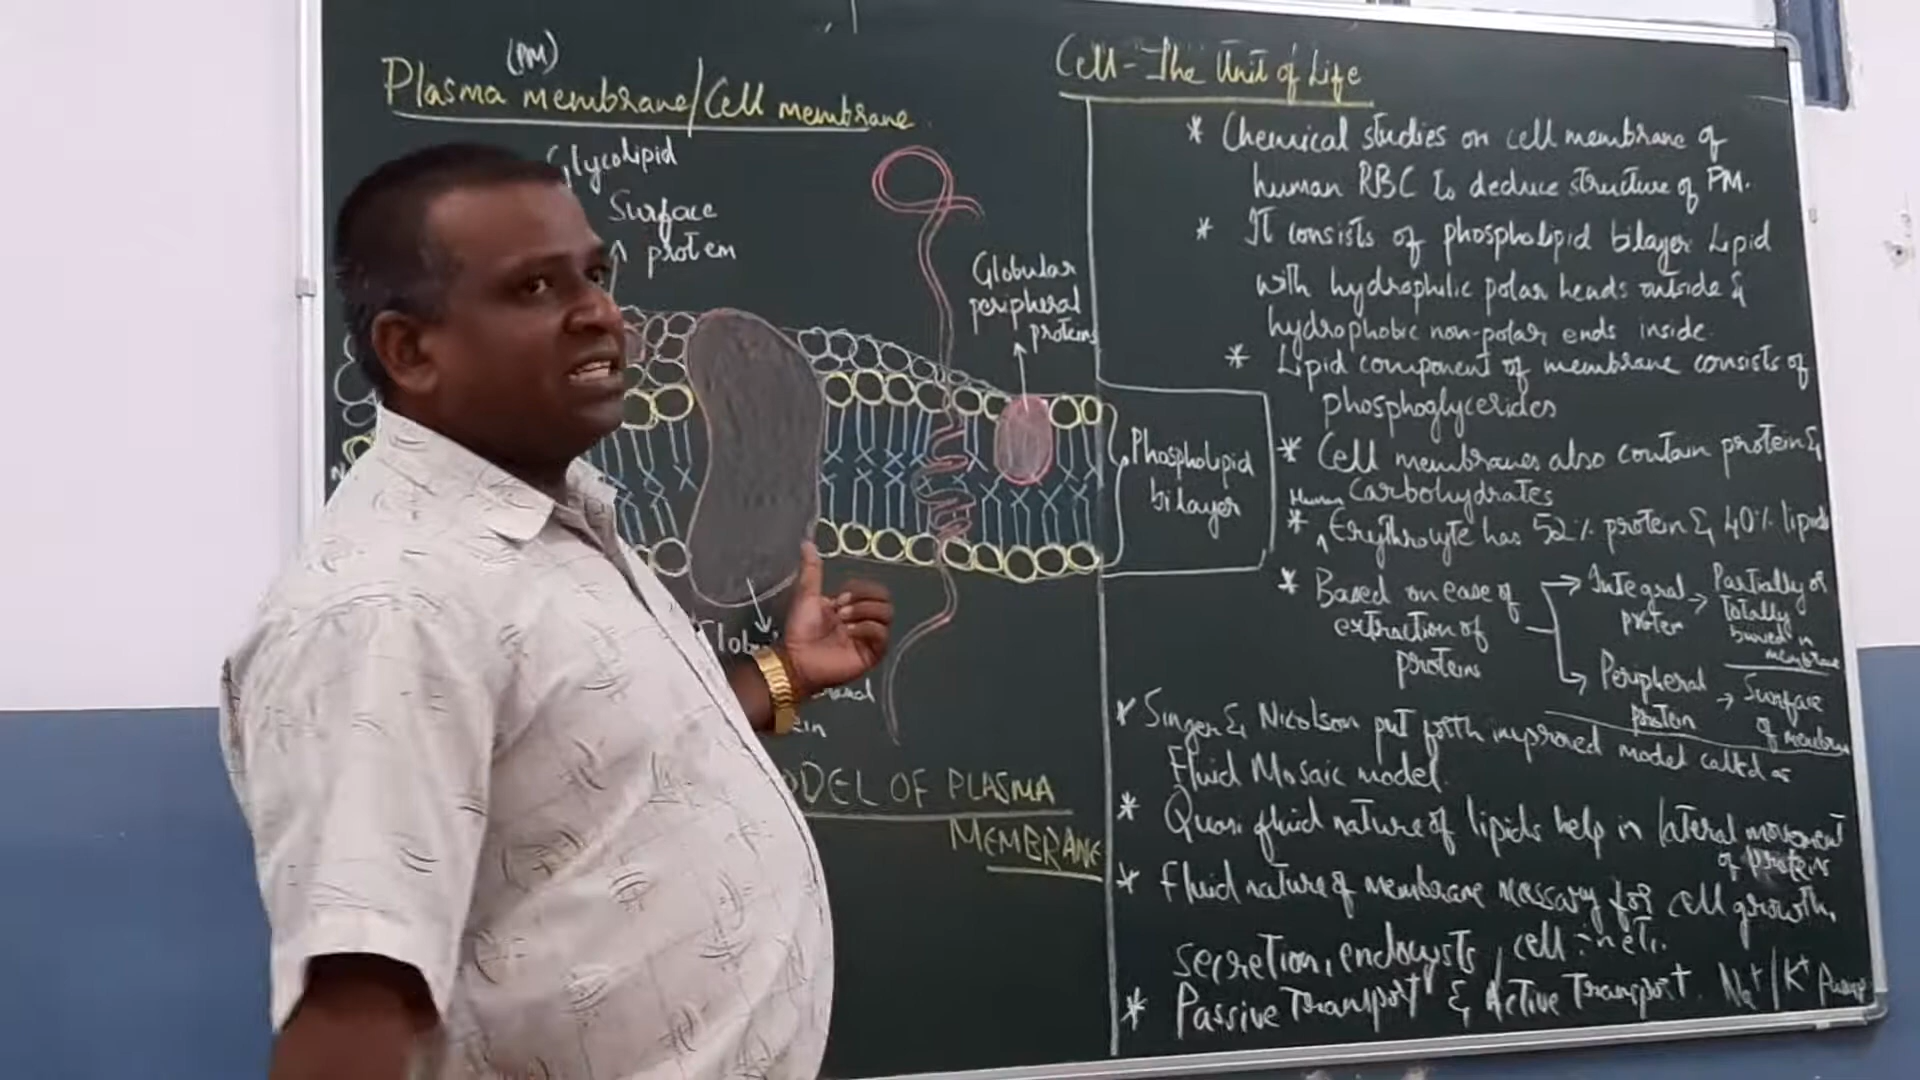 (PM)
Plasma membrane/Cell membrane
Glycolipid
Surface
protein
Globular
peripheral
proteins
Phospholipid
bilayer
ODEL OF PLASMA
MEMBRANE
Cell - The Unit of Life
* Chemical studies on cell membrane of
human RBC to deduce structure of PM.
* It consists of phospholipid bilayer Lipid
with hydrophilic polar heads outside &
hydrophobic non-polar ends inside.
* Lipid component of membrane consists of
phosphoglycerides
* Cell membranes also contain protein &
carbohydrates
Human
* ^ Erythrolyte has 52% protein & 40% lipids
* Based on ease of
extraction of
proteins
Integral
protein
→ Partially or
totally
buried in
membrane
Peripheral
protein
→ Surface
of membrane
* Singer & Nicolson put forth improved model called as
Fluid Mosaic model.
* Quasi fluid nature of lipids help in lateral movement
of protein
* Fluid nature of membrane necessary for cell growth,
secretion, endocysts, cell
* Passive Transport & Active Transport. Na+/K+ Pump